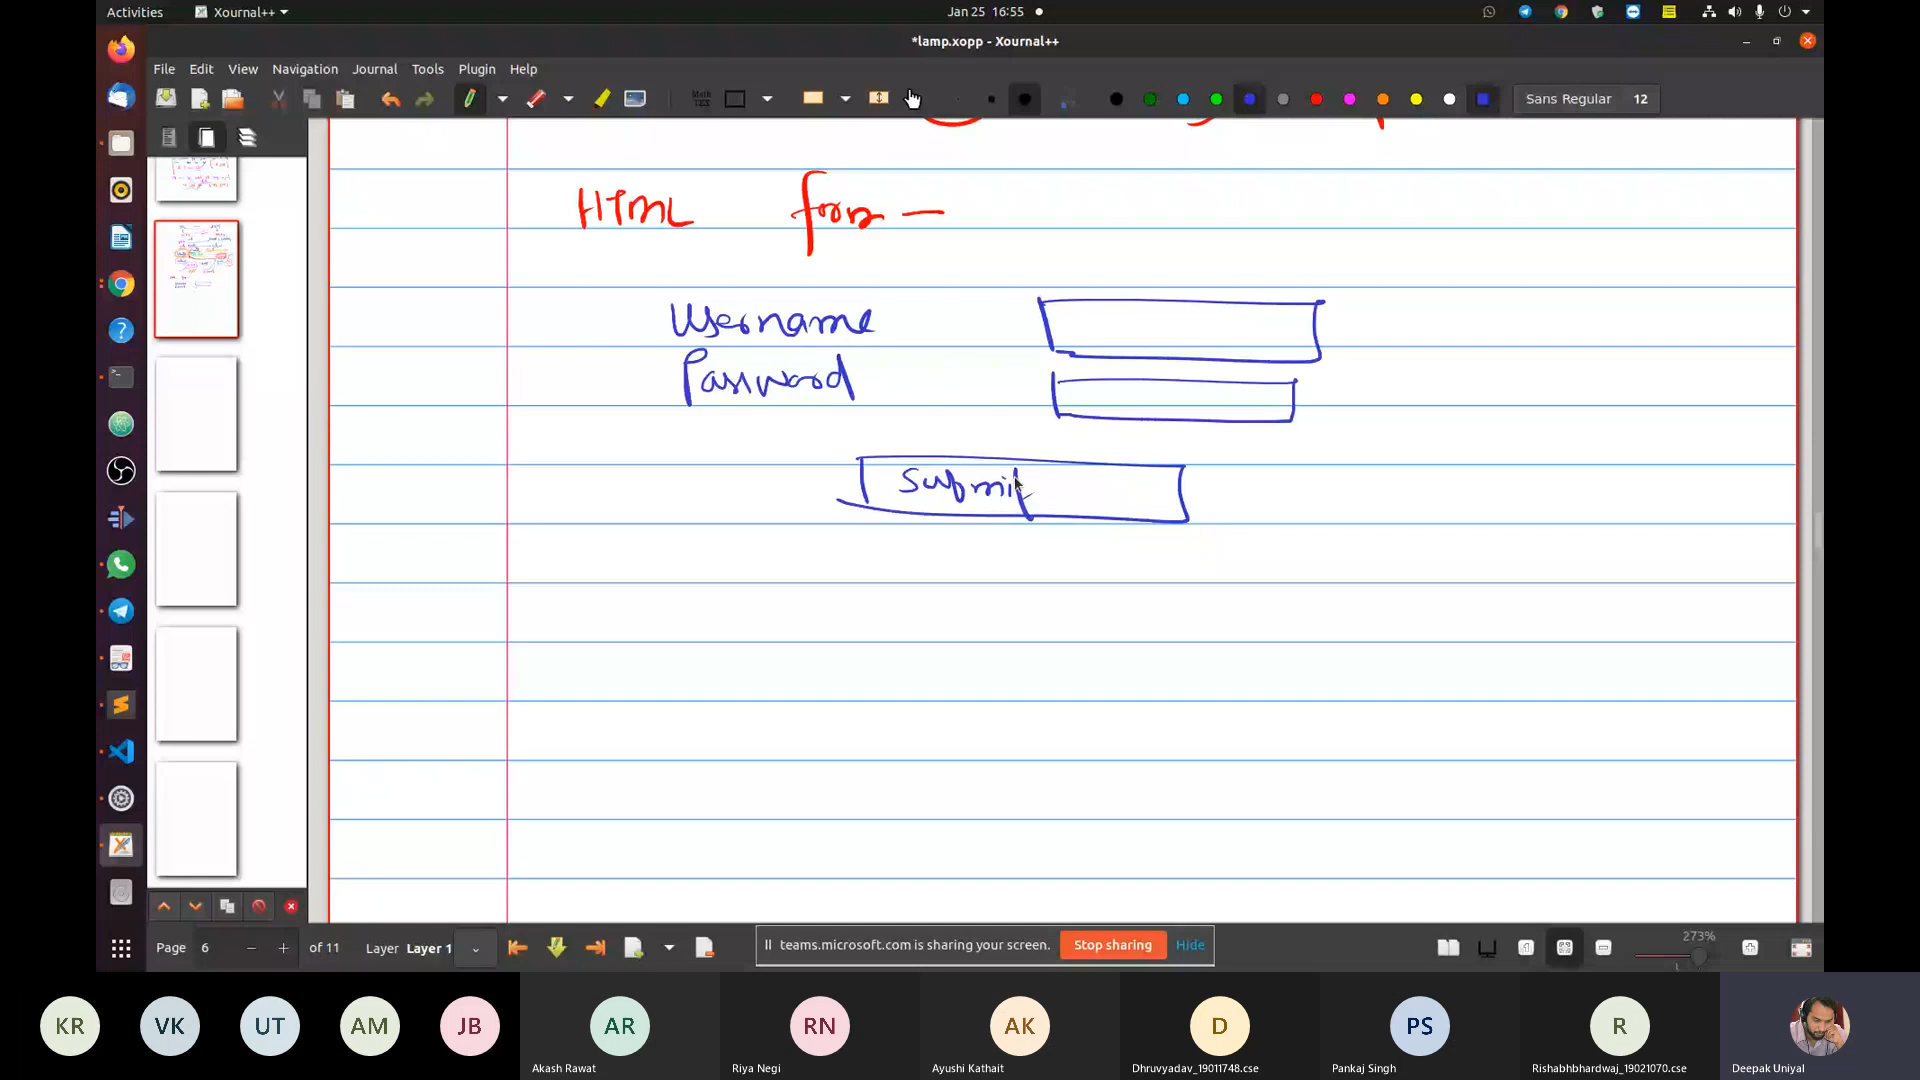 Activities
Xournal++
Jan 25 16:55
*lamp.xopp - Xournal++
File Edit View Navigation Journal Tools Plugin Help
Sans Regular 12
HTML form —
Username
Password
Submit
Page 6 of 11 Layer Layer 1
teams.microsoft.com is sharing your screen. Stop sharing Hide
273%
KR VK UT AM JB AR RN AK D PS R
Akash Rawat Riya Negi Ayushi Kathait Dhruvyadav_19011748.cse Pankaj Singh Rishabhbhardwaj_19021070.cse Deepak Uniyal